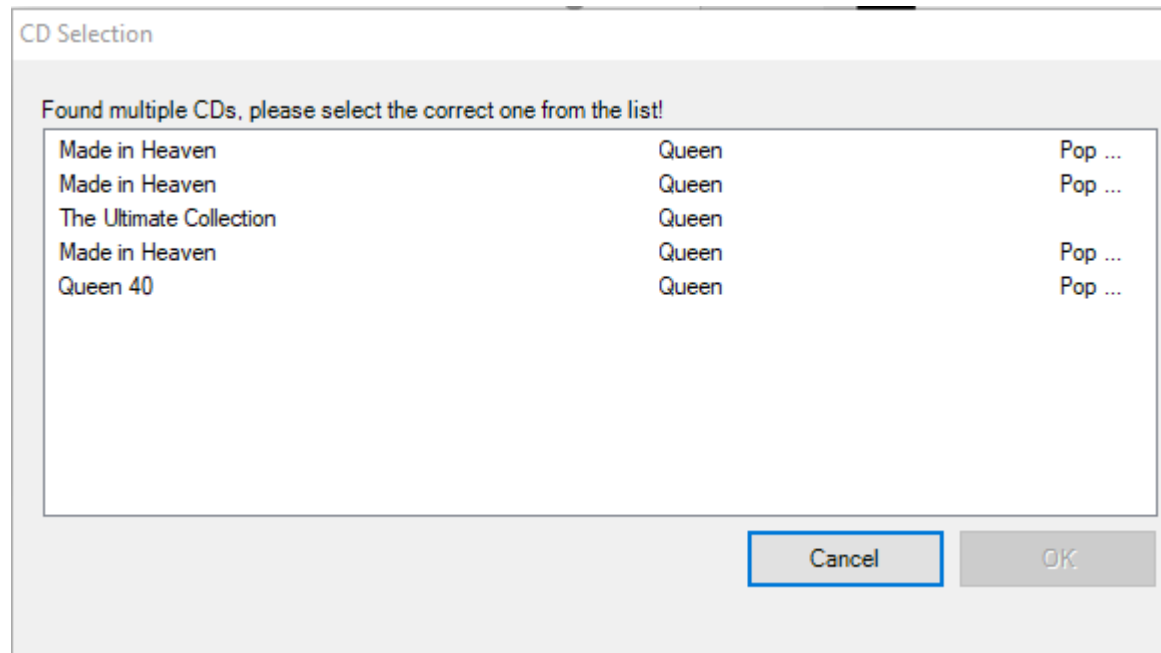 CD Selection
Found multiple CDs, please select the correct one from the list!
Made in Heaven Queen Pop ...
Made in Heaven Queen Pop ...
The Ultimate Collection Queen
Made in Heaven Queen Pop ...
Queen 40 Queen Pop ...
Cancel OK